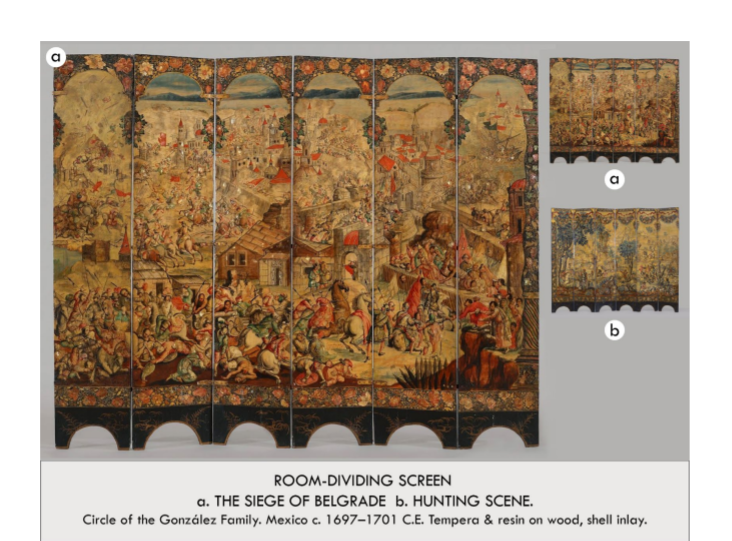 a
a
b
ROOM-DIVIDING SCREEN
a. THE SIEGE OF BELGRADE b. HUNTING SCENE.
Circle of the González Family. Mexico c. 1697–1701 C.E. Tempera & resin on wood, shell inlay.